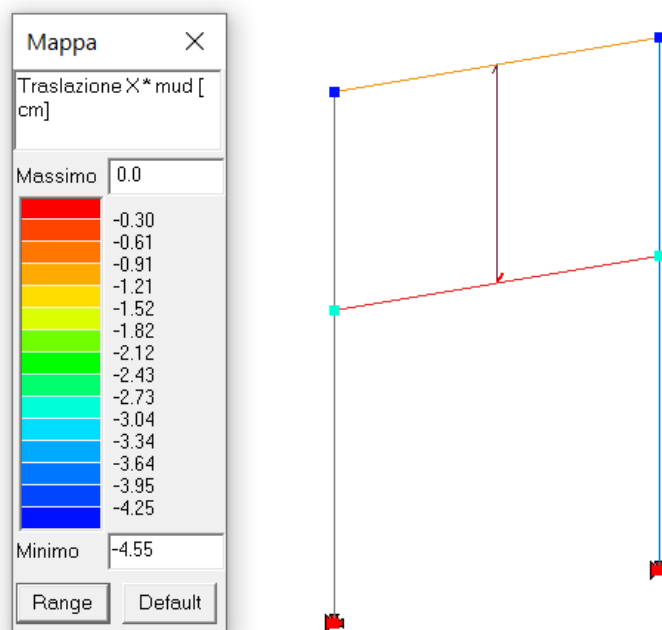 Mappa
Traslazione X* mud [
cm]
Massimo 0.0
-0.30
-0.61
-0.91
-1.21
-1.52
-1.82
-2.12
-2.43
-2.73
-3.04
-3.34
-3.64
-3.95
-4.25
Minimo -4.55
Range Default